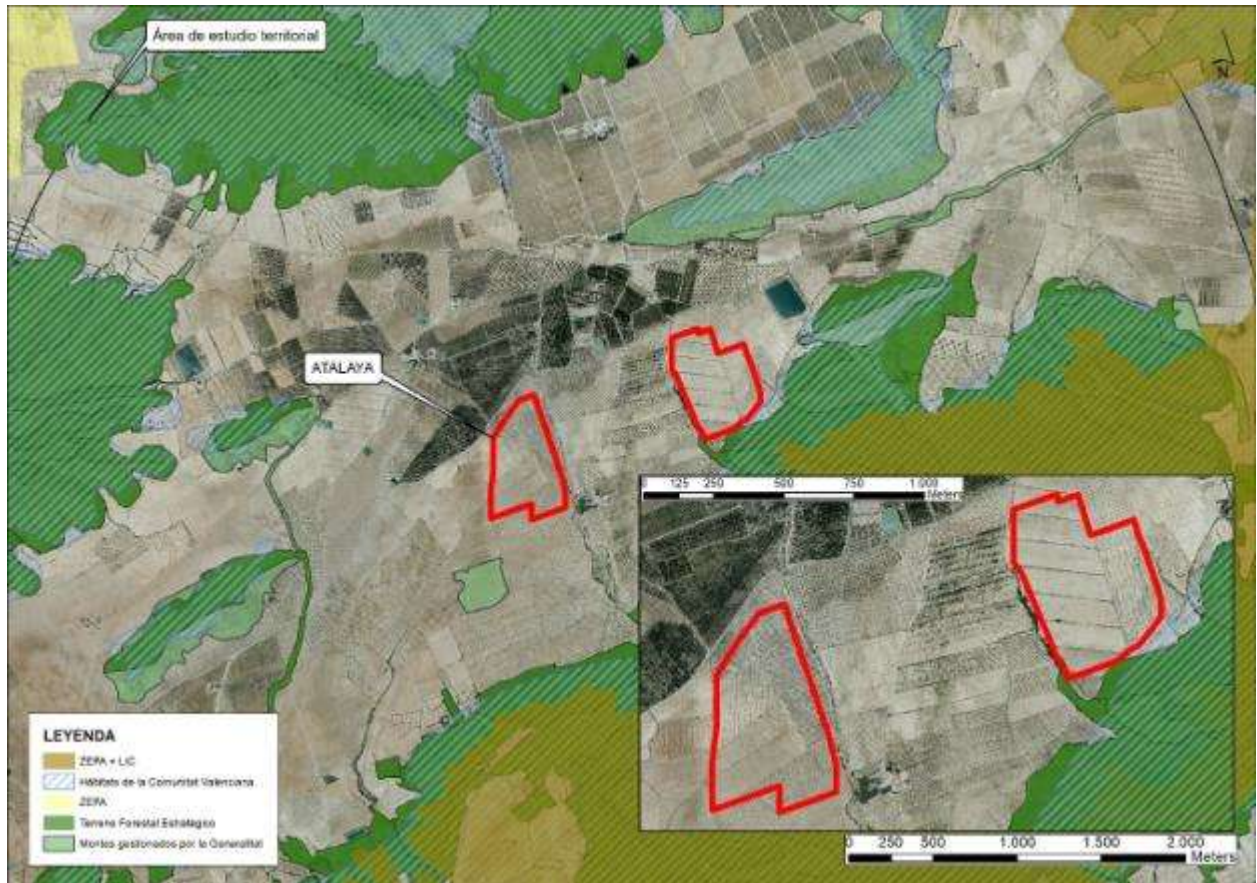 Área de estudio territorial
N
ATALAYA
0 125 250 500 750 1.000
Meters
LEYENDA
ZEPA + LIC
Hábitats de la Comunitat Valenciana
ZEPA
Terreno Forestal Estratégico
Montes gestionados por la Generalitat
0 250 500 1.000 1.500 2.000
Meters